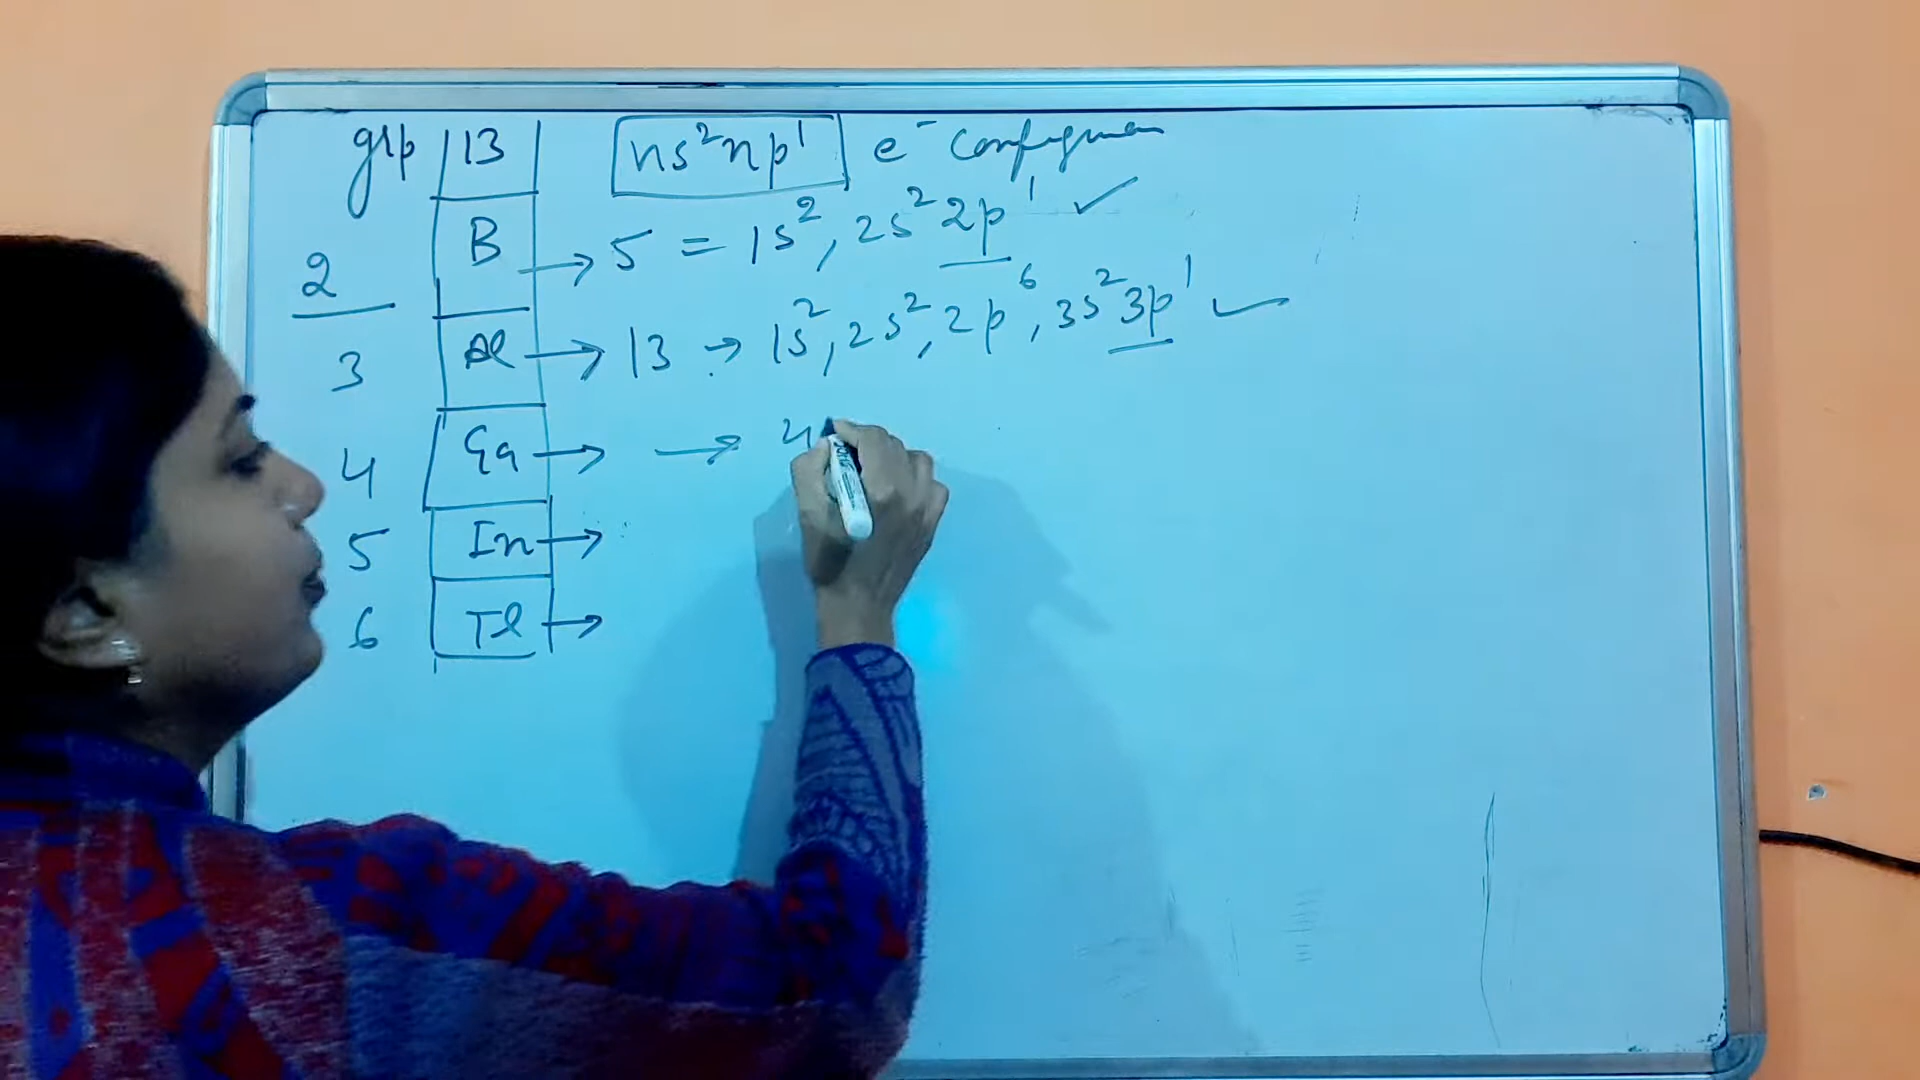 grp 13 ns²np¹ e⁻
2 B → 5 = 1s², 2s² 2p¹ ✓
3 Al → 13 → 1s², 2s², 2p⁶, 3s² 3p¹ ✓
4 Ga → → 4
5 In →
6 Tl →